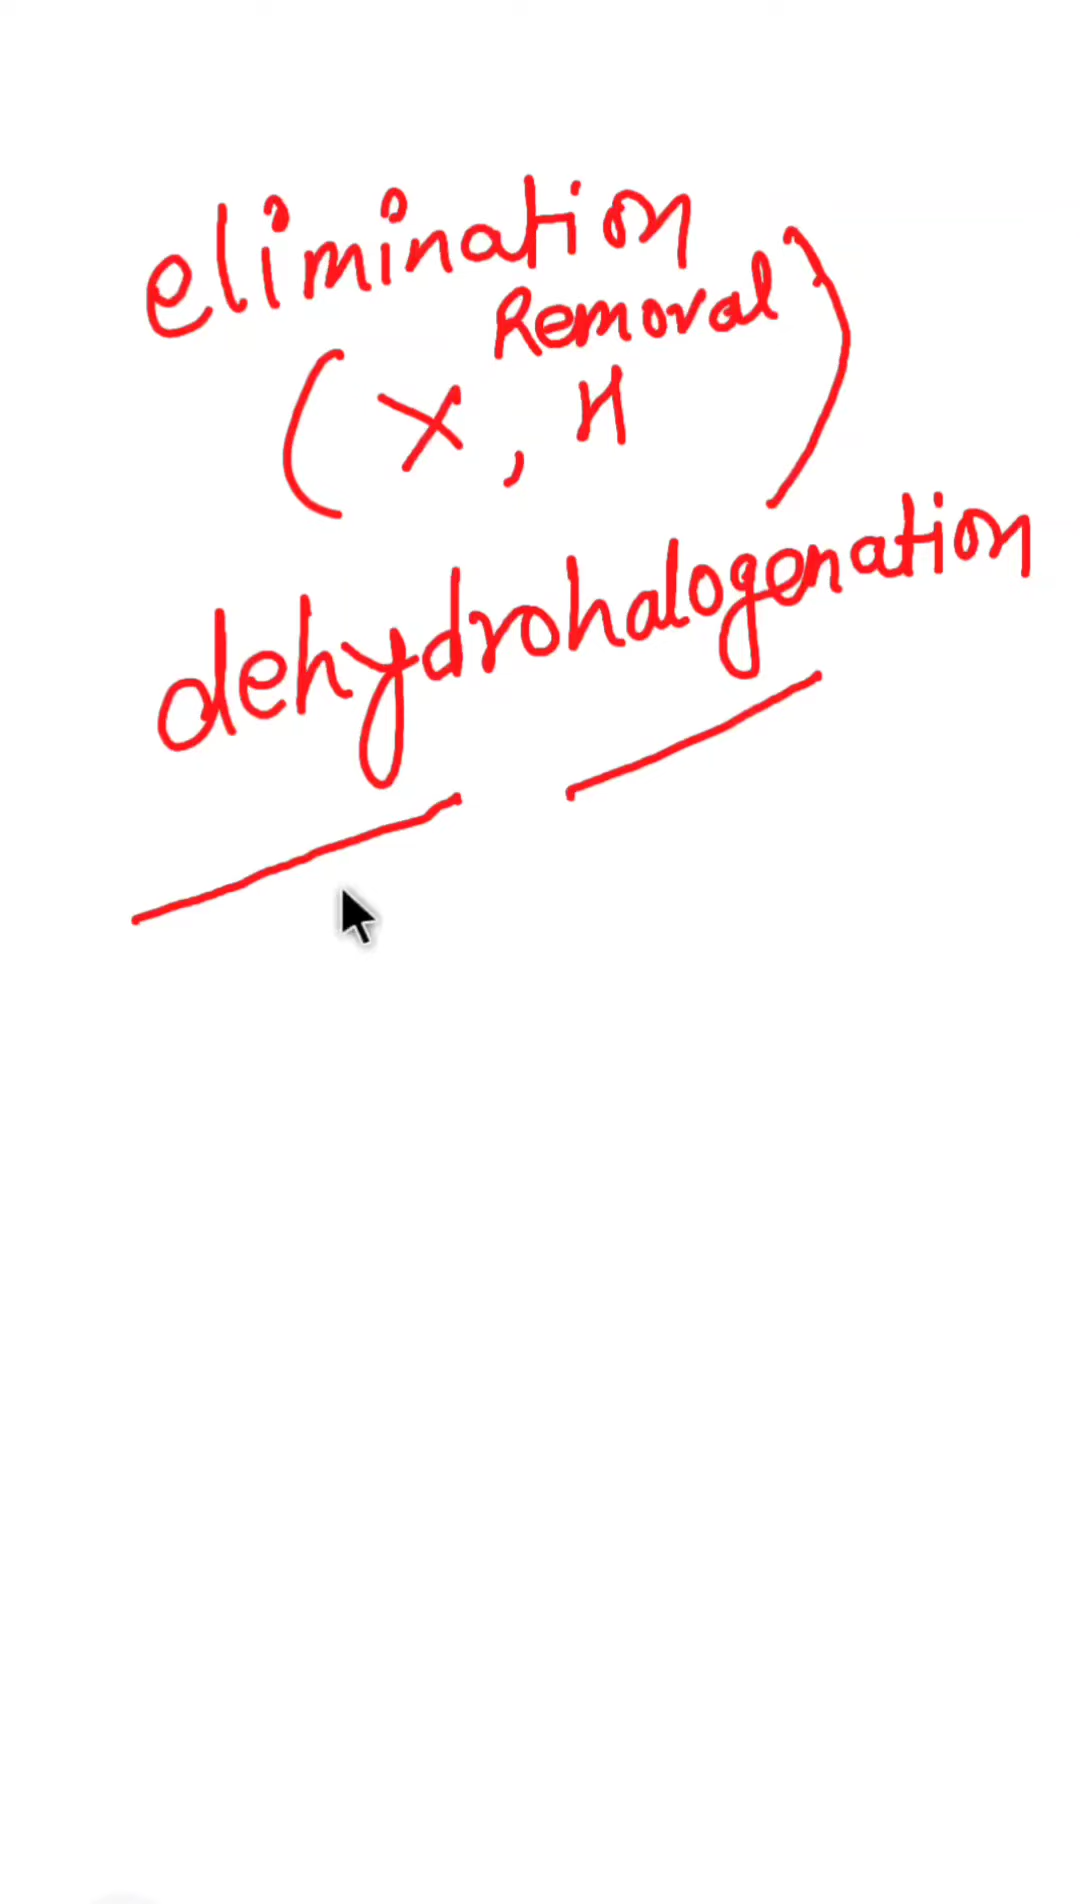 elimination
Removal
( X , H )
dehydrohalogenation